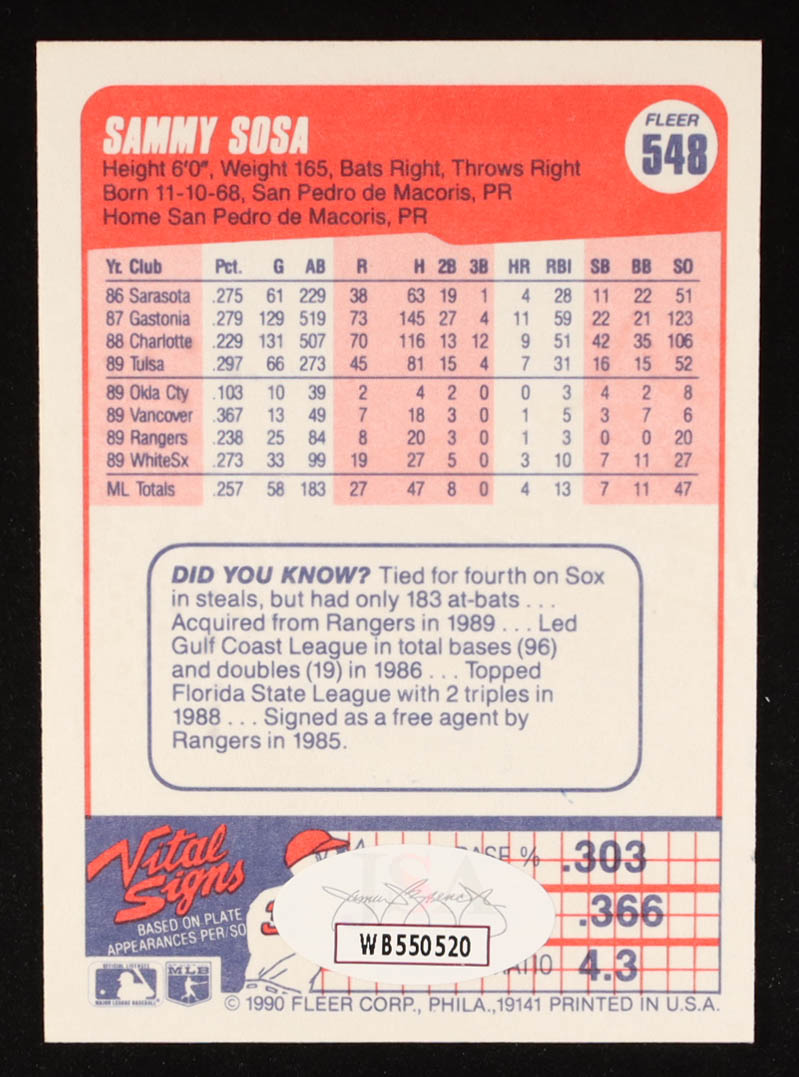 SAMMY SOSA
FLEER
548
Height 6'0", Weight 165, Bats Right, Throws Right
Born 11-10-68, San Pedro de Macoris, PR
Home San Pedro de Macoris, PR
Yr. Club Pct. G AB R H 2B 3B HR RBI SB BB SO
86 Sarasota .275 61 229 38 63 19 1 4 28 11 22 51
87 Gastonia .279 129 519 73 145 27 4 11 59 22 21 123
88 Charlotte .229 131 507 70 116 13 12 9 51 42 35 106
89 Tulsa .297 66 273 45 81 15 4 7 31 16 15 52
89 Okla Cty .103 10 39 2 4 2 0 0 3 4 2 8
89 Vancover .367 13 49 7 18 3 0 1 5 3 7 6
89 Rangers .238 25 84 8 20 3 0 1 3 0 0 20
89 WhiteSx .273 33 99 19 27 5 0 3 10 7 11 27
ML Totals .257 58 183 27 47 8 0 4 13 7 11 47
DID YOU KNOW? Tied for fourth on Sox
in steals, but had only 183 at-bats . . .
Acquired from Rangers in 1989 . . . Led
Gulf Coast League in total bases (96)
and doubles (19) in 1986 . . . Topped
Florida State League with 2 triples in
1988 . . . Signed as a free agent by
Rangers in 1985.
Vital
Signs
BASED ON PLATE
APPEARANCES PER/SO
BASE % .303
.366
4.3
JSA
WB550520
OFFICIAL LICENSEE
MAJOR LEAGUE BASEBALL
MLB
© 1990 FLEER CORP., PHILA.,19141 PRINTED IN U.S.A.